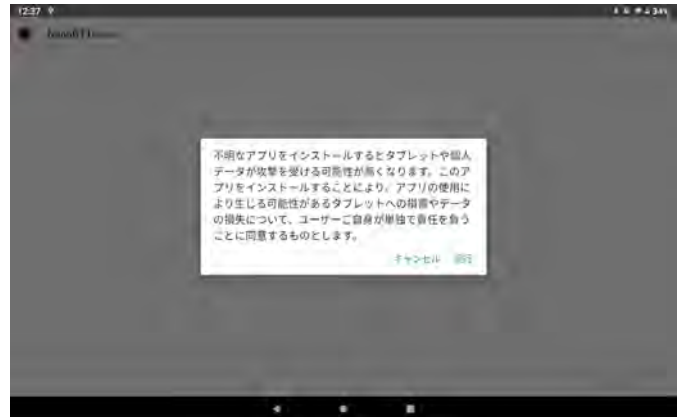 12:37
不明なアプリをインストールするとタブレットや個人
データが攻撃を受ける可能性が高くなります。このア
プリをインストールすることにより、アプリの使用に
より生じる可能性があるタブレットへの損害やデータ
の損失について、ユーザーご自身が単独で責任を負う
ことに同意するものとします。
キャンセル 続行